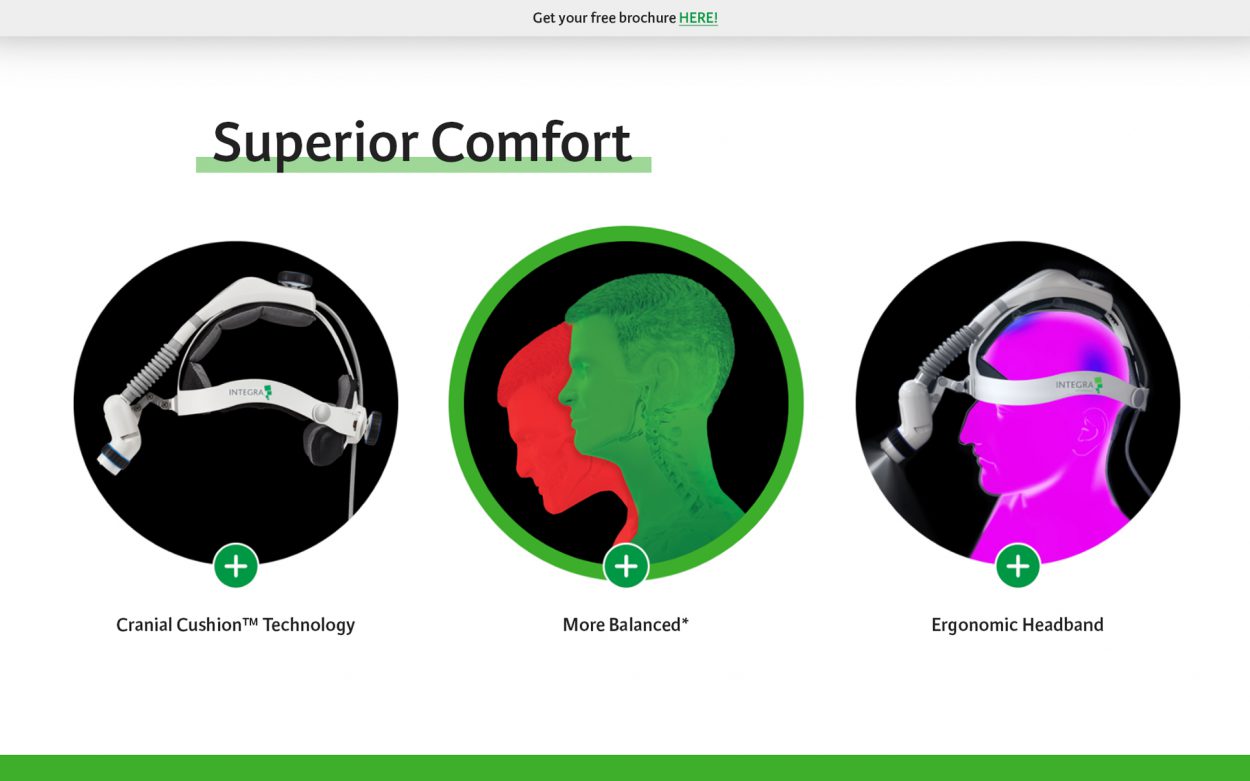 Get your free brochure HERE!
Superior Comfort
INTEGRA
INTEGRA
Cranial Cushion™ Technology
More Balanced*
Ergonomic Headband